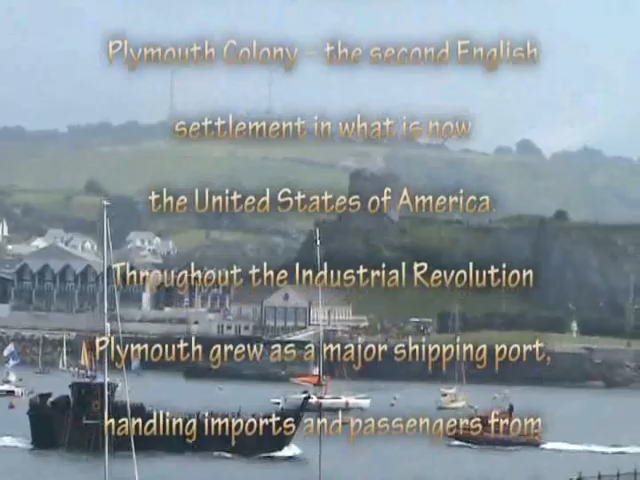 Plymouth Colony – the second English
settlement in what is now
the United States of America.
Throughout the Industrial Revolution
Plymouth grew as a major shipping port,
handling imports and passengers from